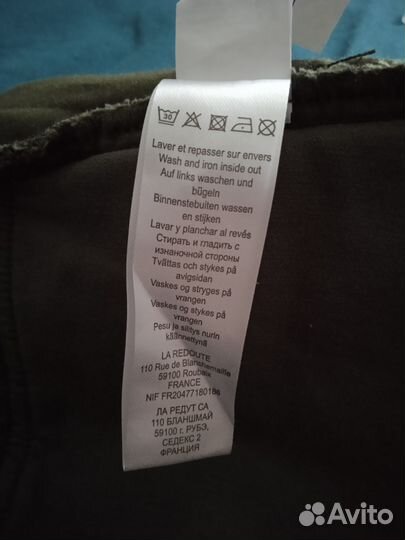 30
Laver et repasser sur envers
Wash and iron inside out
Auf links waschen und
bügeln
Binnenstebuiten wassen
en stijken
Lavar y planchar al revés
Стирать и гладить с
изнаночной стороны
Tvättas och stykes på
avigsidan
Vaskes og stryges på
vrangen
Vaskes og stykes på
vrangen
Pesu ja silitys nurin
käännettynä
LA REDOUTE
110 Rue de Blanchemaille
59100 Roubaix
FRANCE
NIF FR20477180186
ЛА РЕДУТ СА
110 БЛАНШМАЙ
59100 г. РУБЭ,
СЕДЕКС 2
ФРАНЦИЯ
Avito